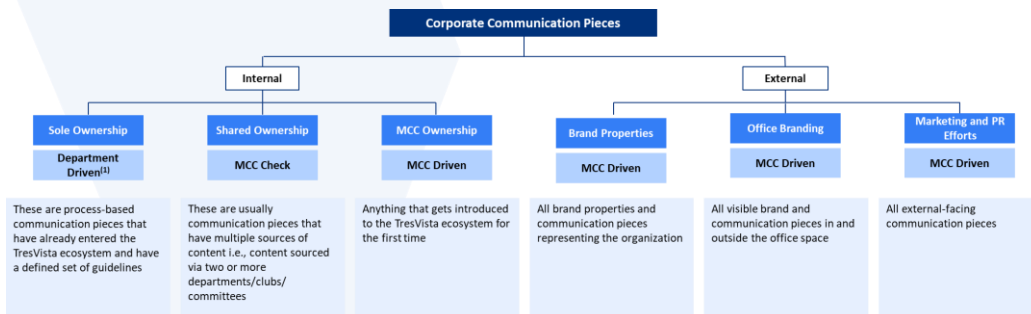 Corporate Communication Pieces
Internal
External
Sole Ownership
Shared Ownership
MCC Ownership
Brand Properties
Office Branding
Marketing and PR
Efforts
Department
Driven(1)
MCC Check
MCC Driven
MCC Driven
MCC Driven
MCC Driven
These are process-based
communication pieces that
have already entered the
TresVista ecosystem and have
a defined set of guidelines
These are usually
communication pieces that
have multiple sources of
content i.e., content sourced
via two or more
departments/clubs/
committees
Anything that gets introduced
to the TresVista ecosystem for
the first time
All brand properties and
communication pieces
representing the organization
All visible brand and
communication pieces in and
outside the office space
All external-facing
communication pieces